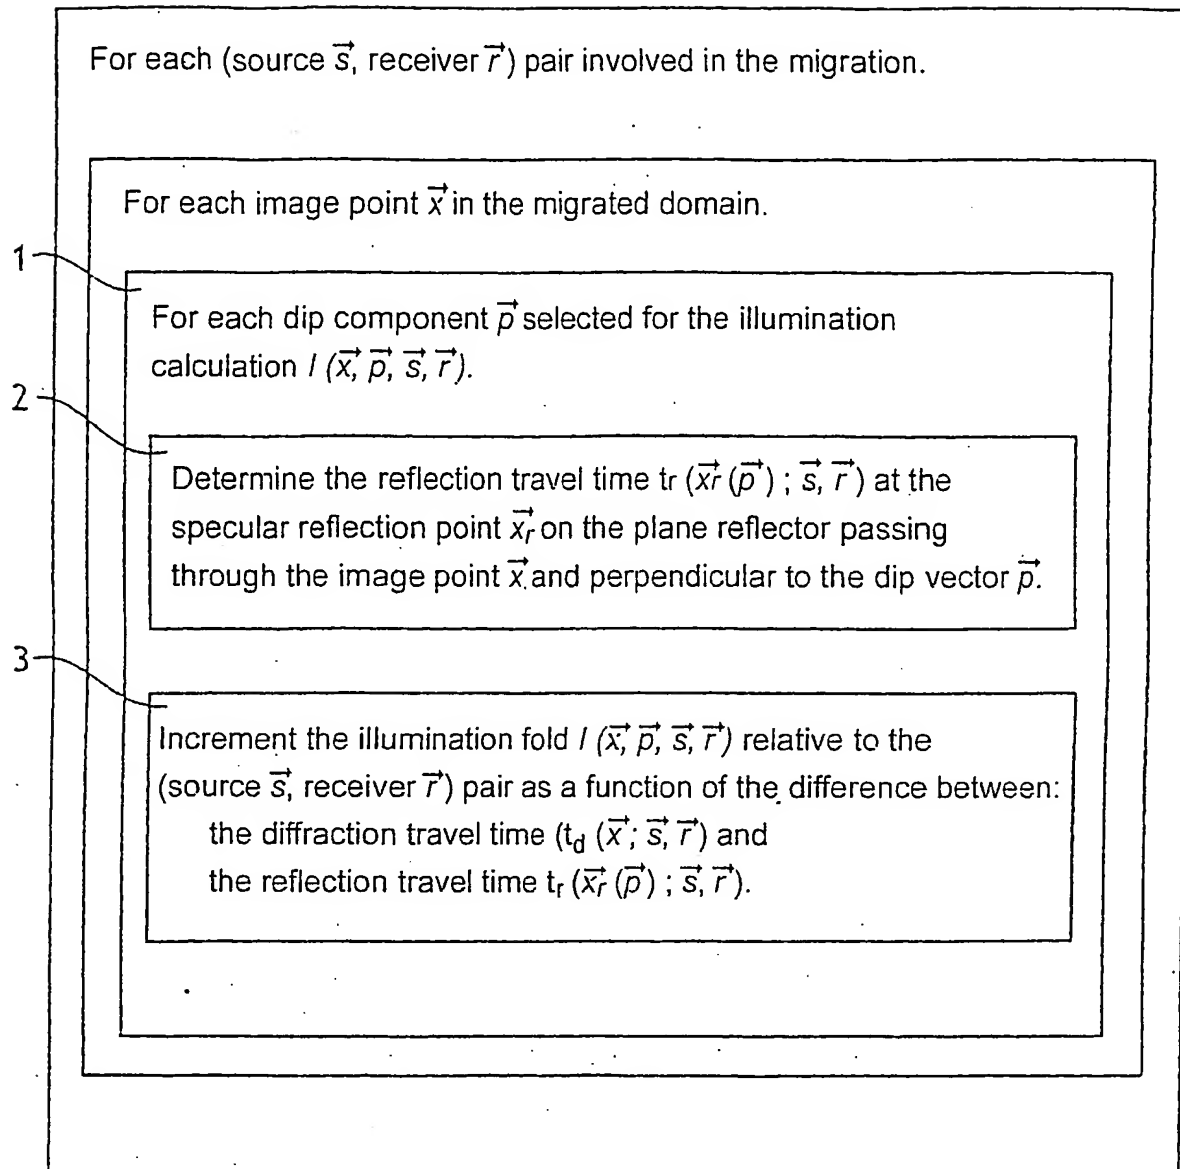 For each (source s⃗, receiver r⃗) pair involved in the migration.
For each image point x⃗ in the migrated domain.
1
For each dip component p⃗ selected for the illumination
calculation I (x⃗, p⃗, s⃗, r⃗).
2
Determine the reflection travel time tr (x⃗r (p⃗) ; s⃗, r⃗) at the
specular reflection point x⃗r on the plane reflector passing
through the image point x⃗ and perpendicular to the dip vector p⃗.
3
Increment the illumination fold I (x⃗, p⃗, s⃗, r⃗) relative to the
(source s⃗, receiver r⃗) pair as a function of the difference between:
the diffraction travel time (t_d (x⃗; s⃗, r⃗) and
the reflection travel time t_r (x⃗r (p⃗) ; s⃗, r⃗).